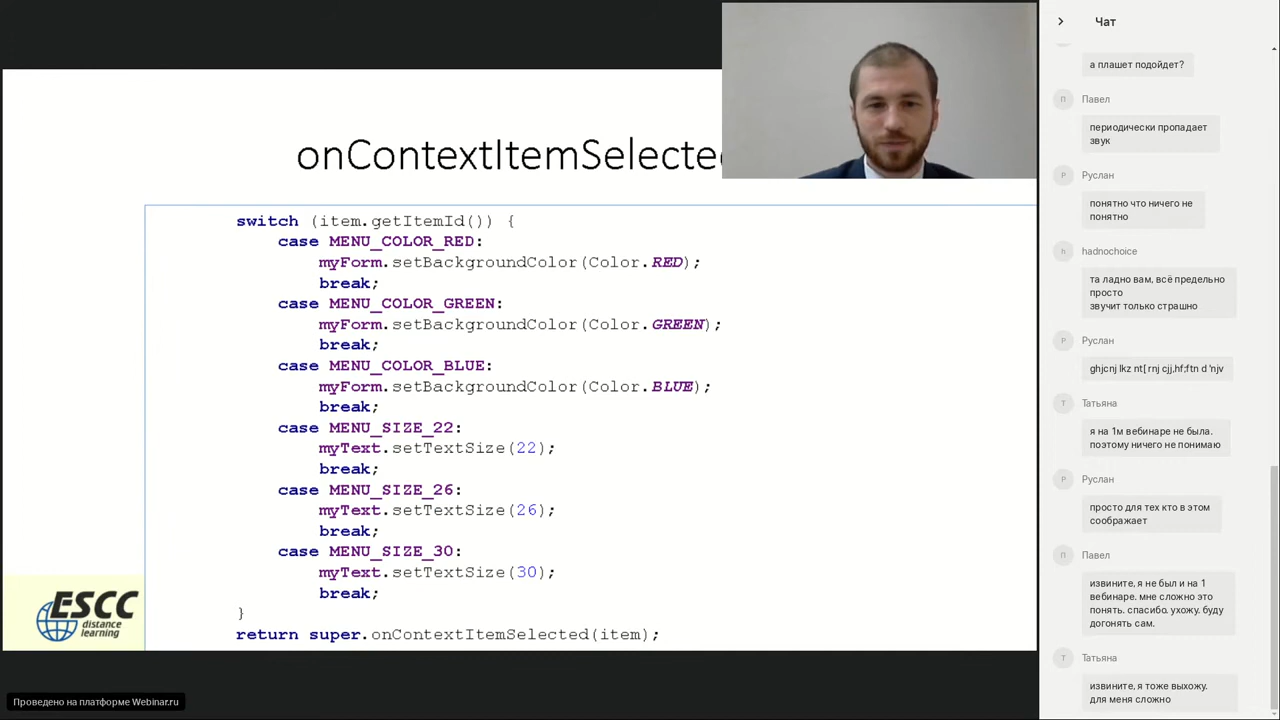 onContextItemSelected
switch (item.getItemId()) {
case MENU_COLOR_RED:
myForm.setBackgroundColor(Color.RED);
break;
case MENU_COLOR_GREEN:
myForm.setBackgroundColor(Color.GREEN);
break;
case MENU_COLOR_BLUE:
myForm.setBackgroundColor(Color.BLUE);
break;
case MENU_SIZE_22:
myText.setTextSize(22);
break;
case MENU_SIZE_26:
myText.setTextSize(26);
break;
case MENU_SIZE_30:
myText.setTextSize(30);
break;
}
return super.onContextItemSelected(item);
ESCC
distance
learning
Проведено на платформе Webinar.ru
Чат
а плашет подойдет?
П
Павел
периодически пропадает
звук
Р
Руслан
понятно что ничего не
понятно
h
hadnochoice
та ладно вам, всё предельно
просто
звучит только страшно
Р
Руслан
ghjcnj lkz nt[ rnj cjj,hf;ftn d 'njv
Т
Татьяна
я на 1м вебинаре не была.
поэтому ничего не понимаю
Р
Руслан
просто для тех кто в этом
соображает
П
Павел
извините, я не был и на 1
вебинаре. мне сложно это
понять. спасибо. ухожу. буду
догонять сам.
Т
Татьяна
извините, я тоже выхожу.
для меня сложно